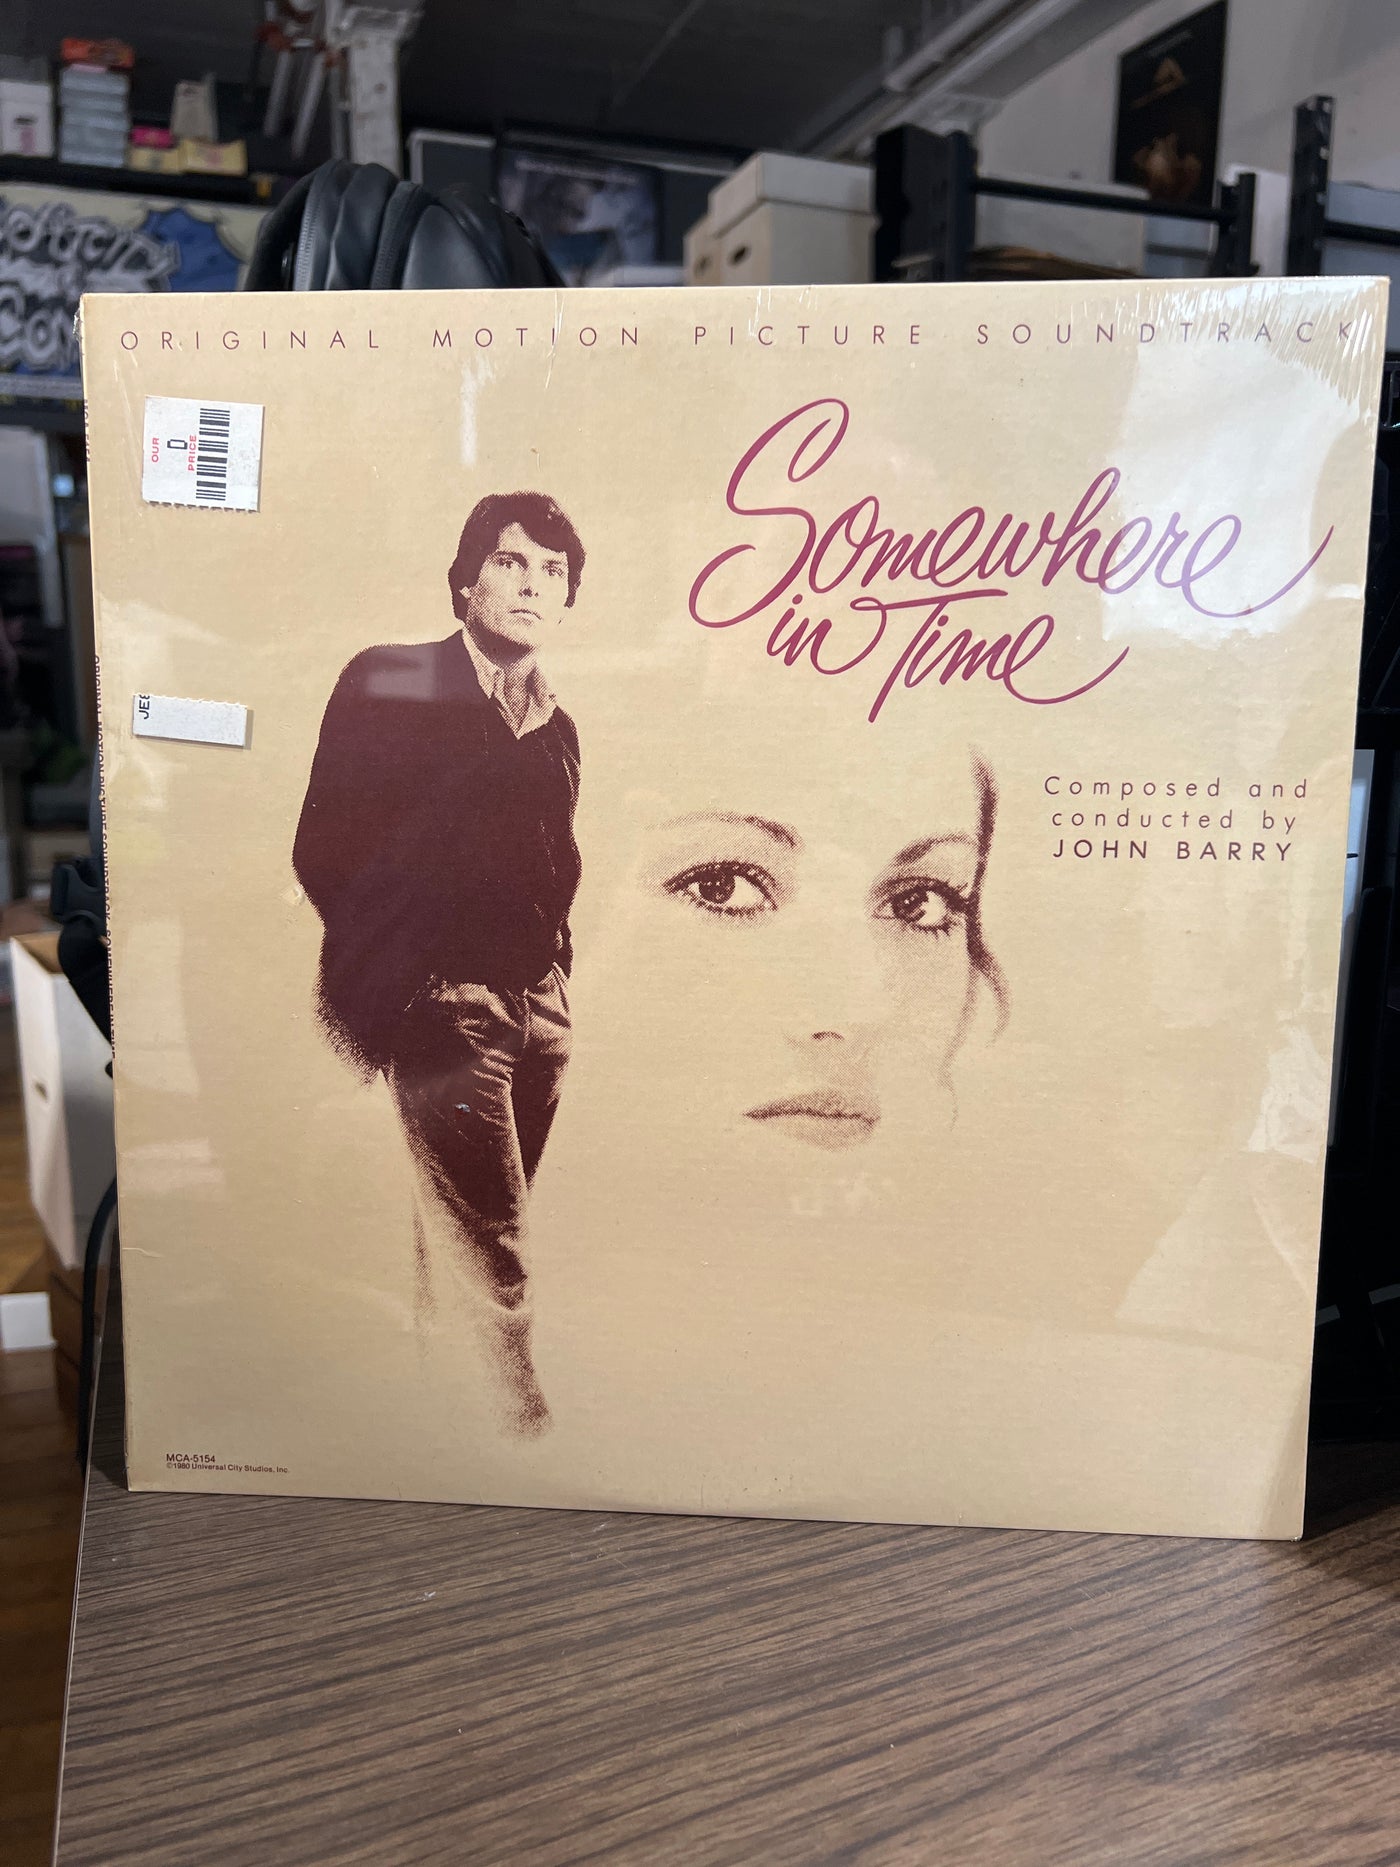 ORIGINAL MOTION PICTURE SOUNDTRACK
OUR
D
PRICE
Somewhere
in Time
JEE
Composed and
conducted by
JOHN BARRY
MCA-5154
©1980 Universal City Studios, Inc.